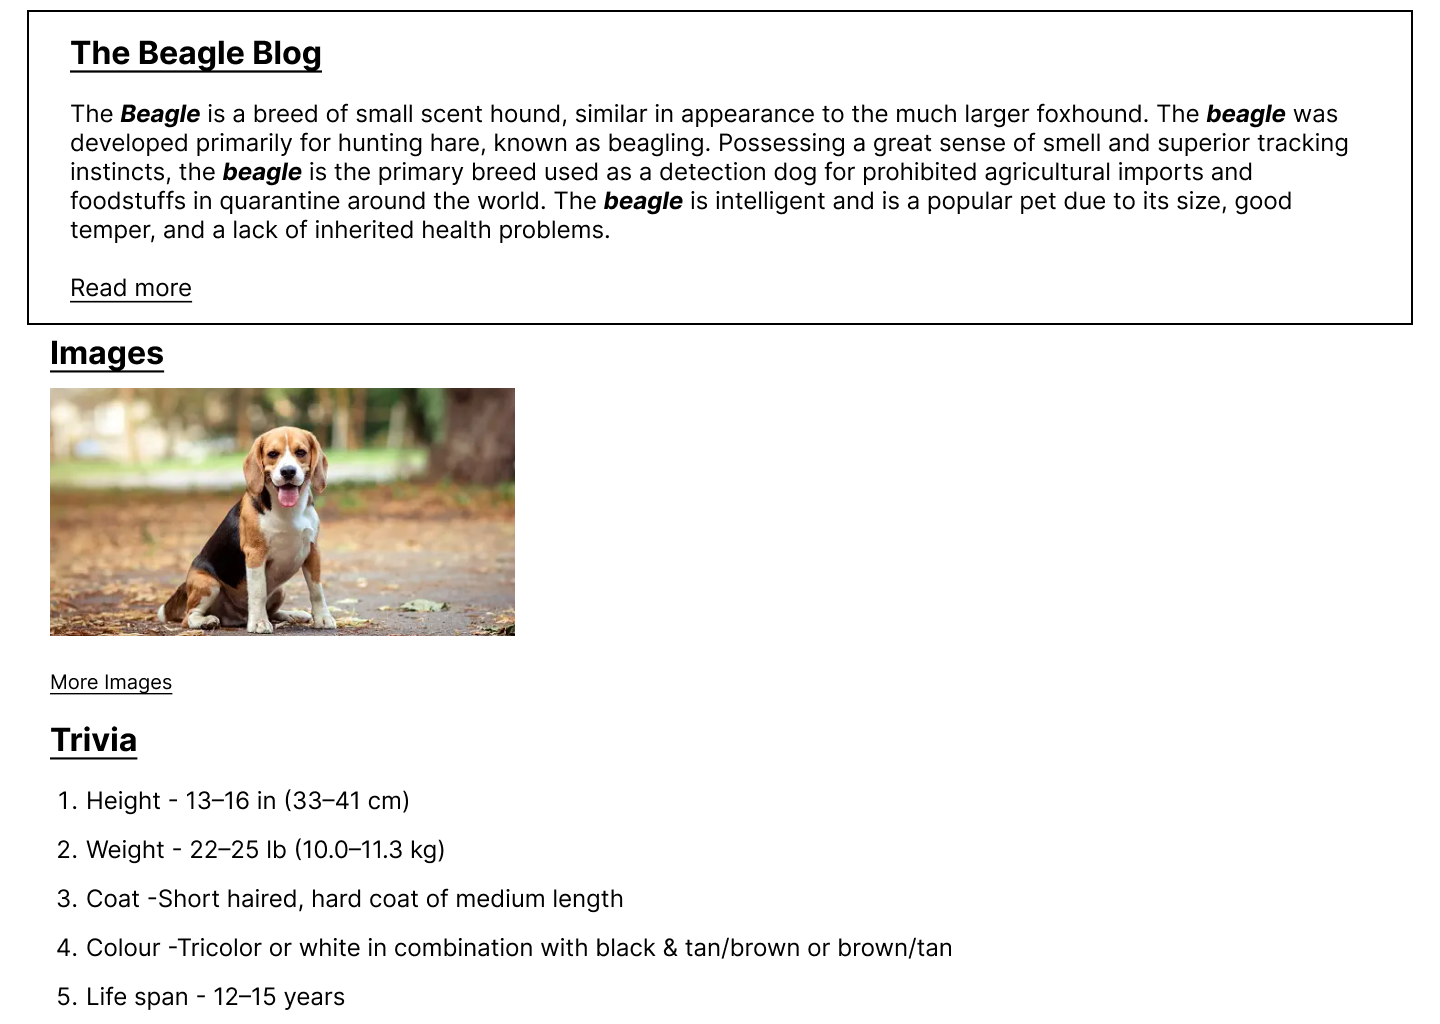 The Beagle Blog
The Beagle is a breed of small scent hound, similar in appearance to the much larger foxhound. The beagle was
developed primarily for hunting hare, known as beagling. Possessing a great sense of smell and superior tracking
instincts, the beagle is the primary breed used as a detection dog for prohibited agricultural imports and
foodstuffs in quarantine around the world. The beagle is intelligent and is a popular pet due to its size, good
temper, and a lack of inherited health problems.
Read more
Images
More Images
Trivia
1. Height - 13–16 in (33–41 cm)
2. Weight - 22–25 lb (10.0–11.3 kg)
3. Coat -Short haired, hard coat of medium length
4. Colour -Tricolor or white in combination with black & tan/brown or brown/tan
5. Life span - 12–15 years